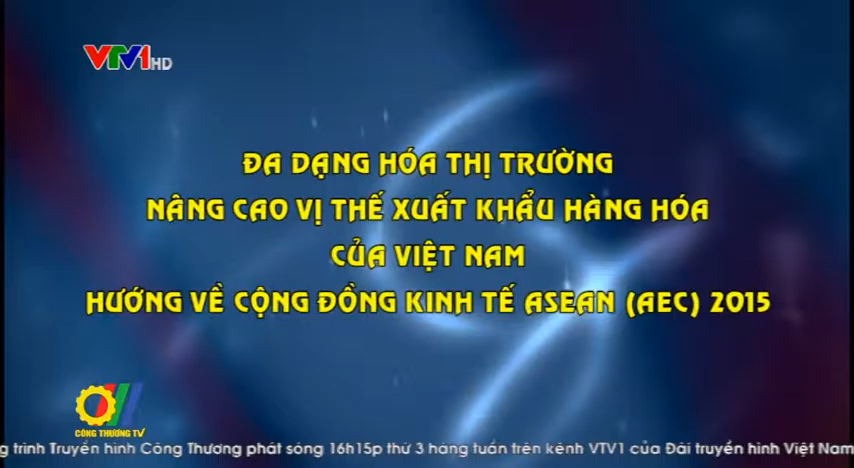 VTV1HD
ĐA DẠNG HÓA THỊ TRƯỜNG
NÂNG CAO VỊ THẾ XUẤT KHẨU HÀNG HÓA
CỦA VIỆT NAM
HƯỚNG VỀ CỘNG ĐỒNG KINH TẾ ASEAN (AEC) 2015
CÔNG THƯƠNG TV
g trình Truyền hình Công Thương phát sóng 16h15p thứ 3 hàng tuần trên kênh VTV1 của Đài truyền hình Việt Nam